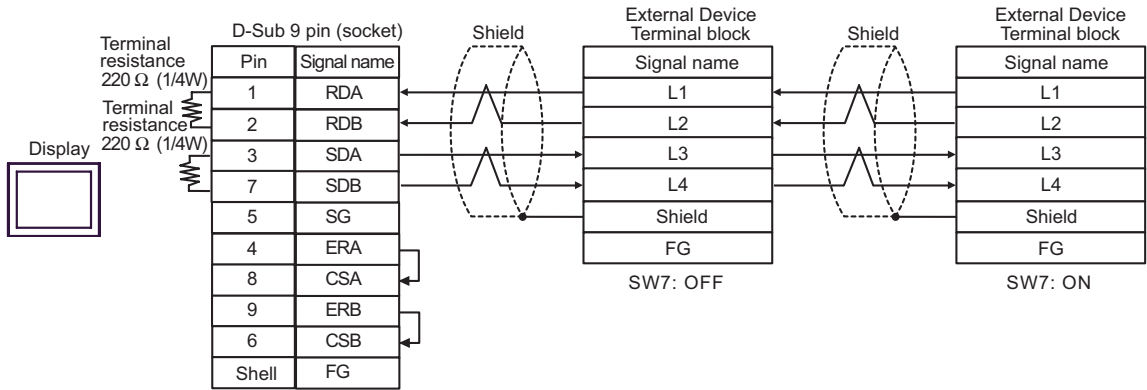 Display
Terminal
resistance
220 Ω (1/4W)
Terminal
resistance
220 Ω (1/4W)
D-Sub 9 pin (socket)
Pin Signal name
1 RDA
2 RDB
3 SDA
7 SDB
5 SG
4 ERA
8 CSA
9 ERB
6 CSB
Shell FG
Shield
External Device
Terminal block
Signal name
L1
L2
L3
L4
Shield
FG
SW7: OFF
Shield
External Device
Terminal block
Signal name
L1
L2
L3
L4
Shield
FG
SW7: ON